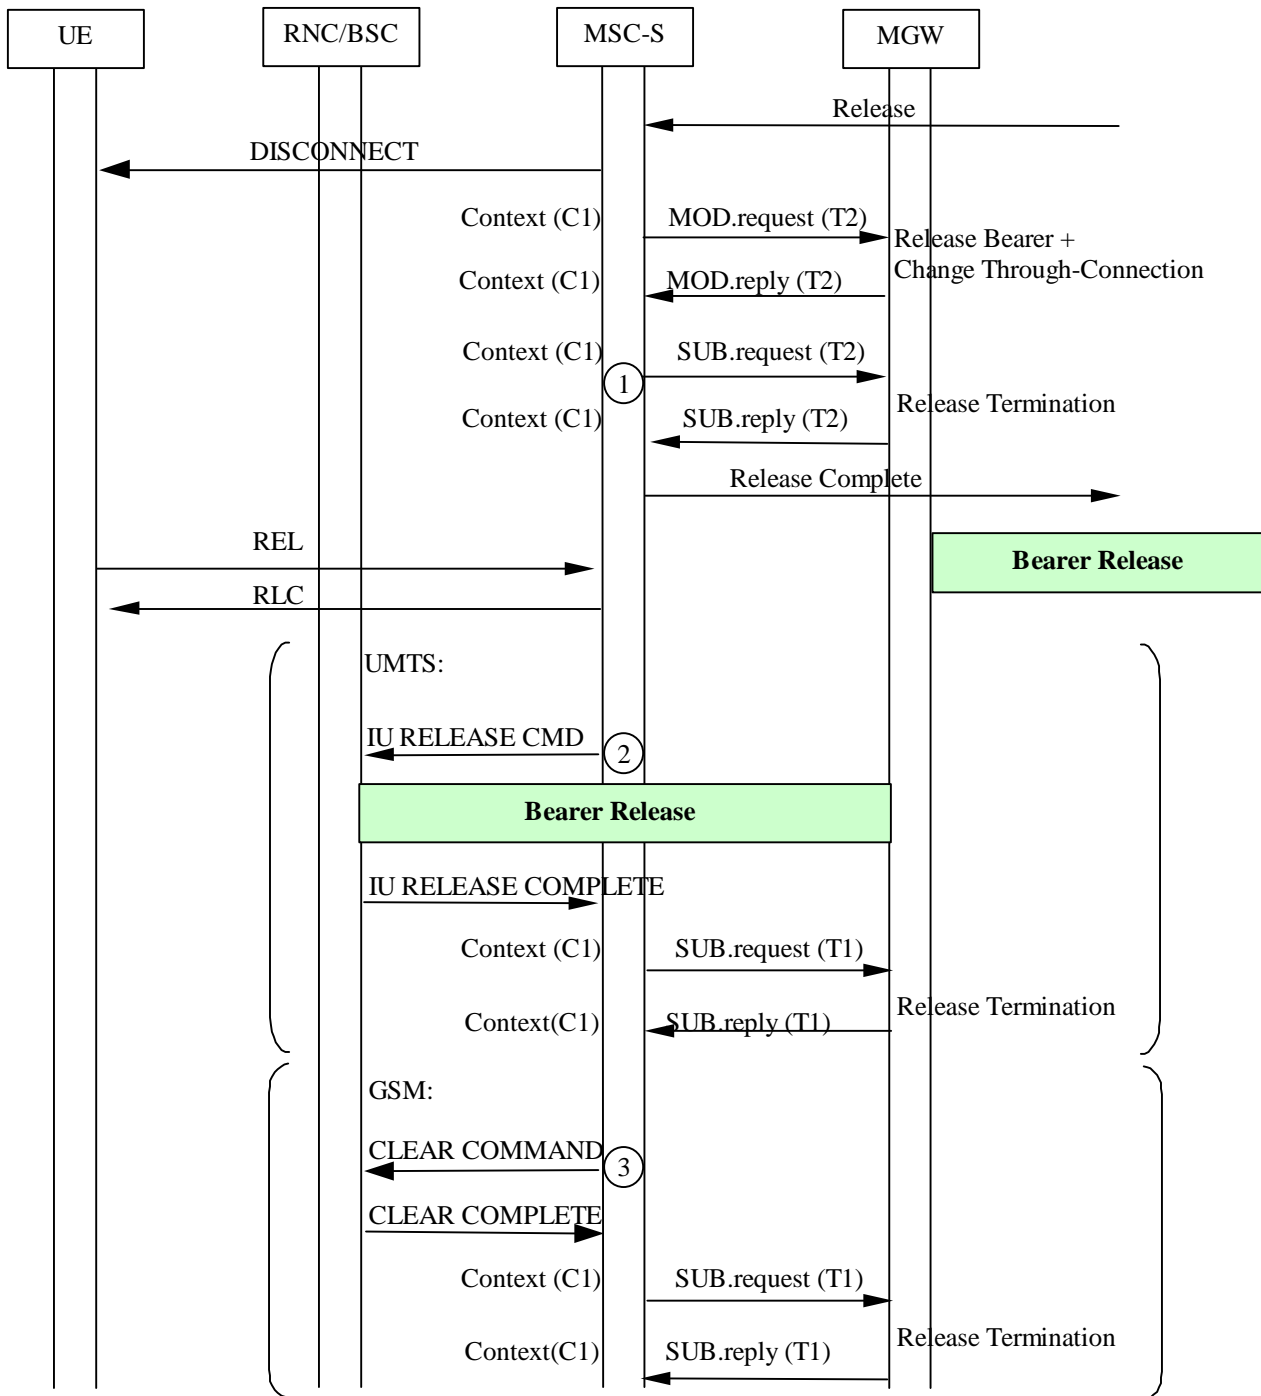 UE
RNC/BSC
MSC-S
MGW
Release
DISCONNECT
Context (C1)
MOD.request (T2)
Release Bearer +
Change Through-Connection
Context (C1)
MOD.reply (T2)
Context (C1)
SUB.request (T2)
1
Release Termination
Context (C1)
SUB.reply (T2)
Release Complete
REL
Bearer Release
RLC
UMTS:
IU RELEASE CMD
2
Bearer Release
IU RELEASE COMPLETE
Context (C1)
SUB.request (T1)
Release Termination
Context(C1)
SUB.reply (T1)
GSM:
CLEAR COMMAND
3
CLEAR COMPLETE
Context (C1)
SUB.request (T1)
Release Termination
Context(C1)
SUB.reply (T1)